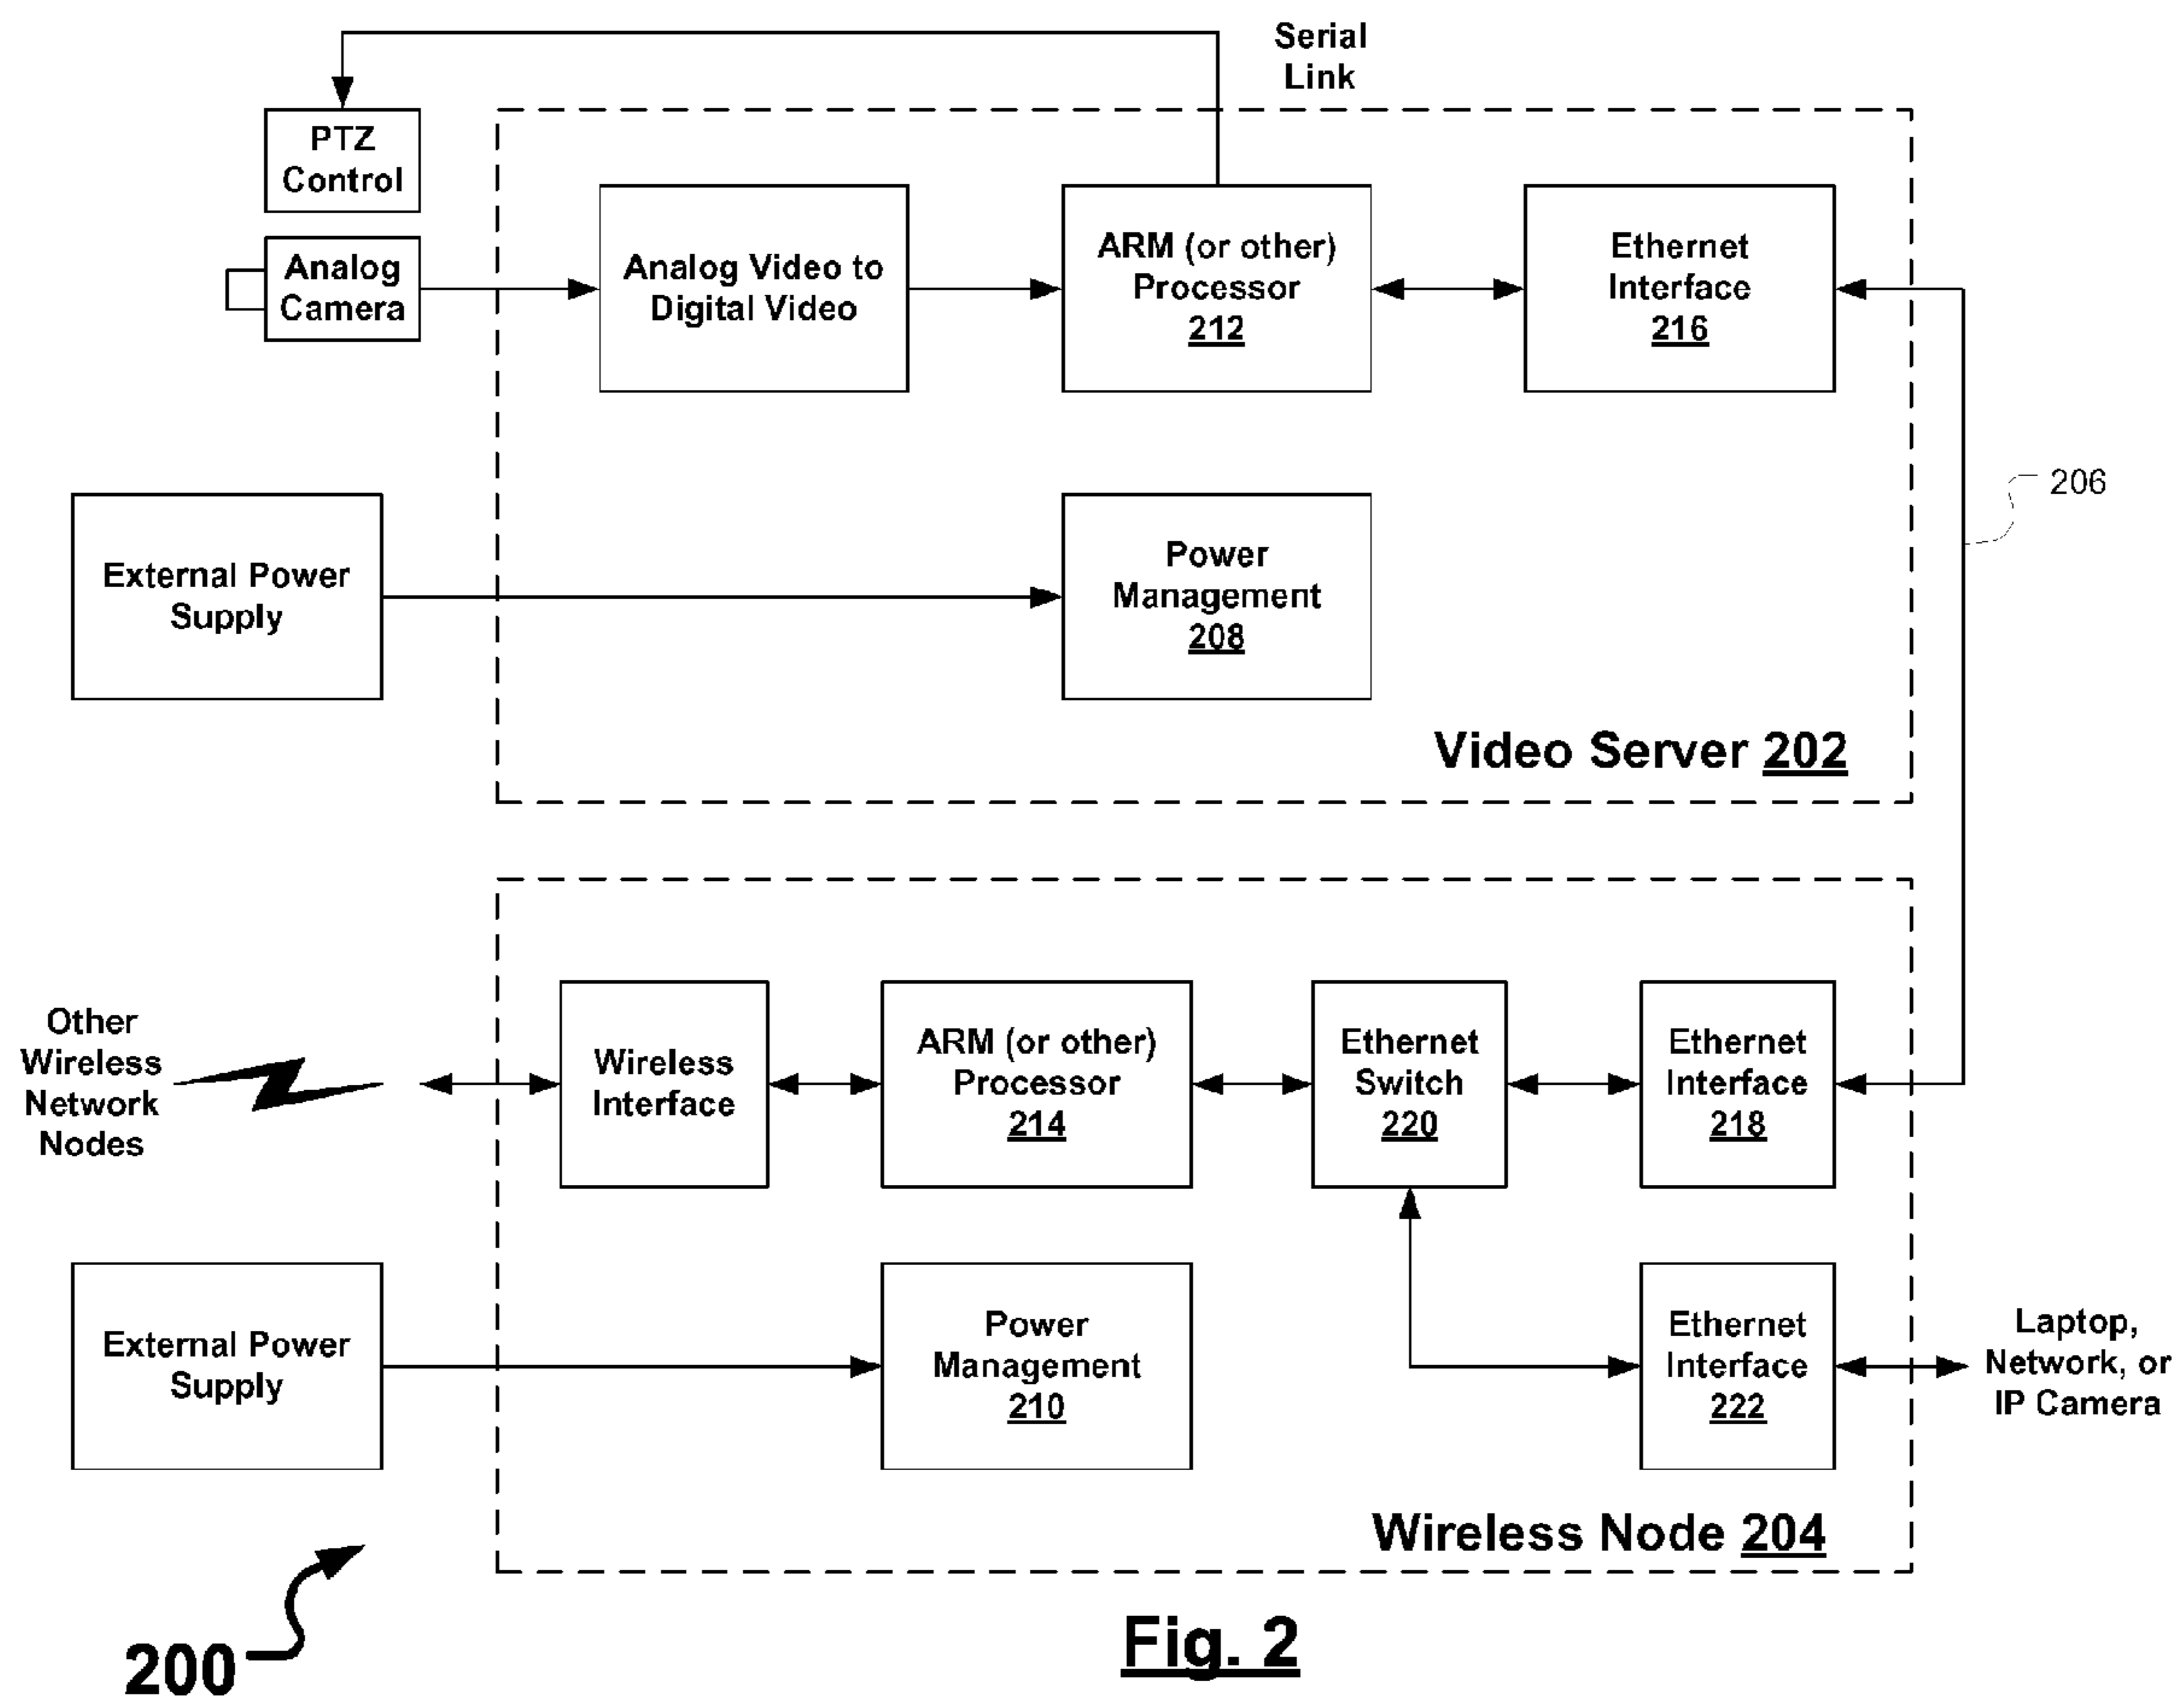 Serial
Link
PTZ
Control
Analog
Camera
Analog Video to
Digital Video
ARM (or other)
Processor
212
Ethernet
Interface
216
206
External Power
Supply
Power
Management
208
Video Server 202
Other
Wireless
Network
Nodes
Wireless
Interface
ARM (or other)
Processor
214
Ethernet
Switch
220
Ethernet
Interface
218
External Power
Supply
Power
Management
210
Ethernet
Interface
222
Laptop,
Network, or
IP Camera
Wireless Node 204
200
Fig. 2